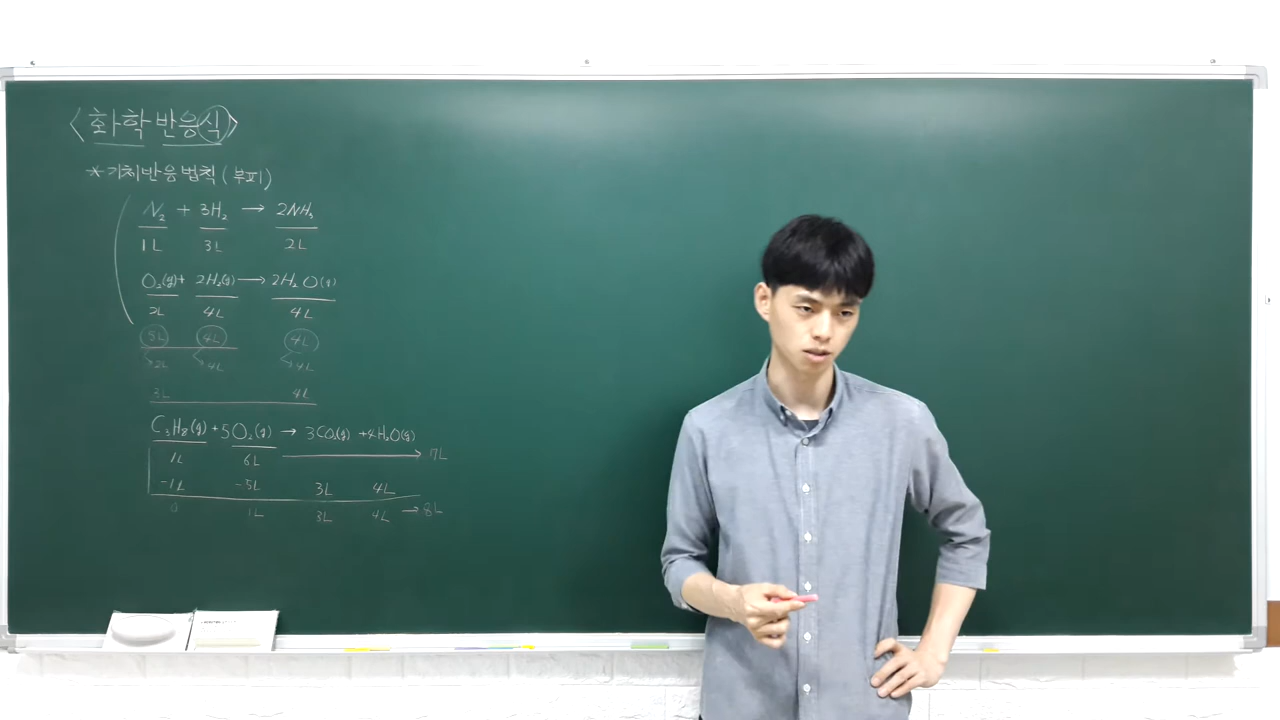 <화학반응식>
*기체반응법칙(부피)
N₂ + 3H₂ → 2NH₃
1L 3L 2L
O₂(g)+ 2H₂(g) → 2H₂O(g)
2L 4L 4L
4L 4L
2L 4L 4L
3L 4L
C₃H₈(g) +5O₂(g) → 3CO₂(g) +4H₂O(g)
1L 6L 7L
-1L -5L 3L 4L
0 1L 3L 4L → 8L